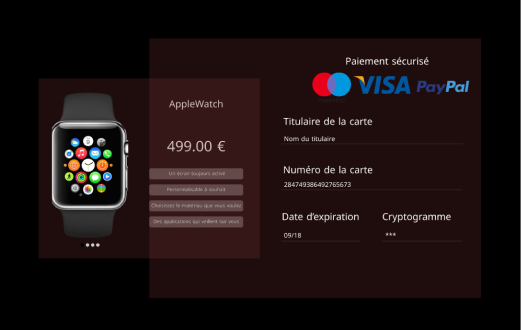 AppleWatch
499.00 €
Un écran toujours activé
Personnalisable à souhait
Choisissez le matériau que vous voulez
Des applications qui veillent sur vous
Paiement sécurisé
VISA PayPal
Titulaire de la carte
Nom du titulaire
Numéro de la carte
284749386492765673
Date d'expiration
09/18
Cryptogramme
***